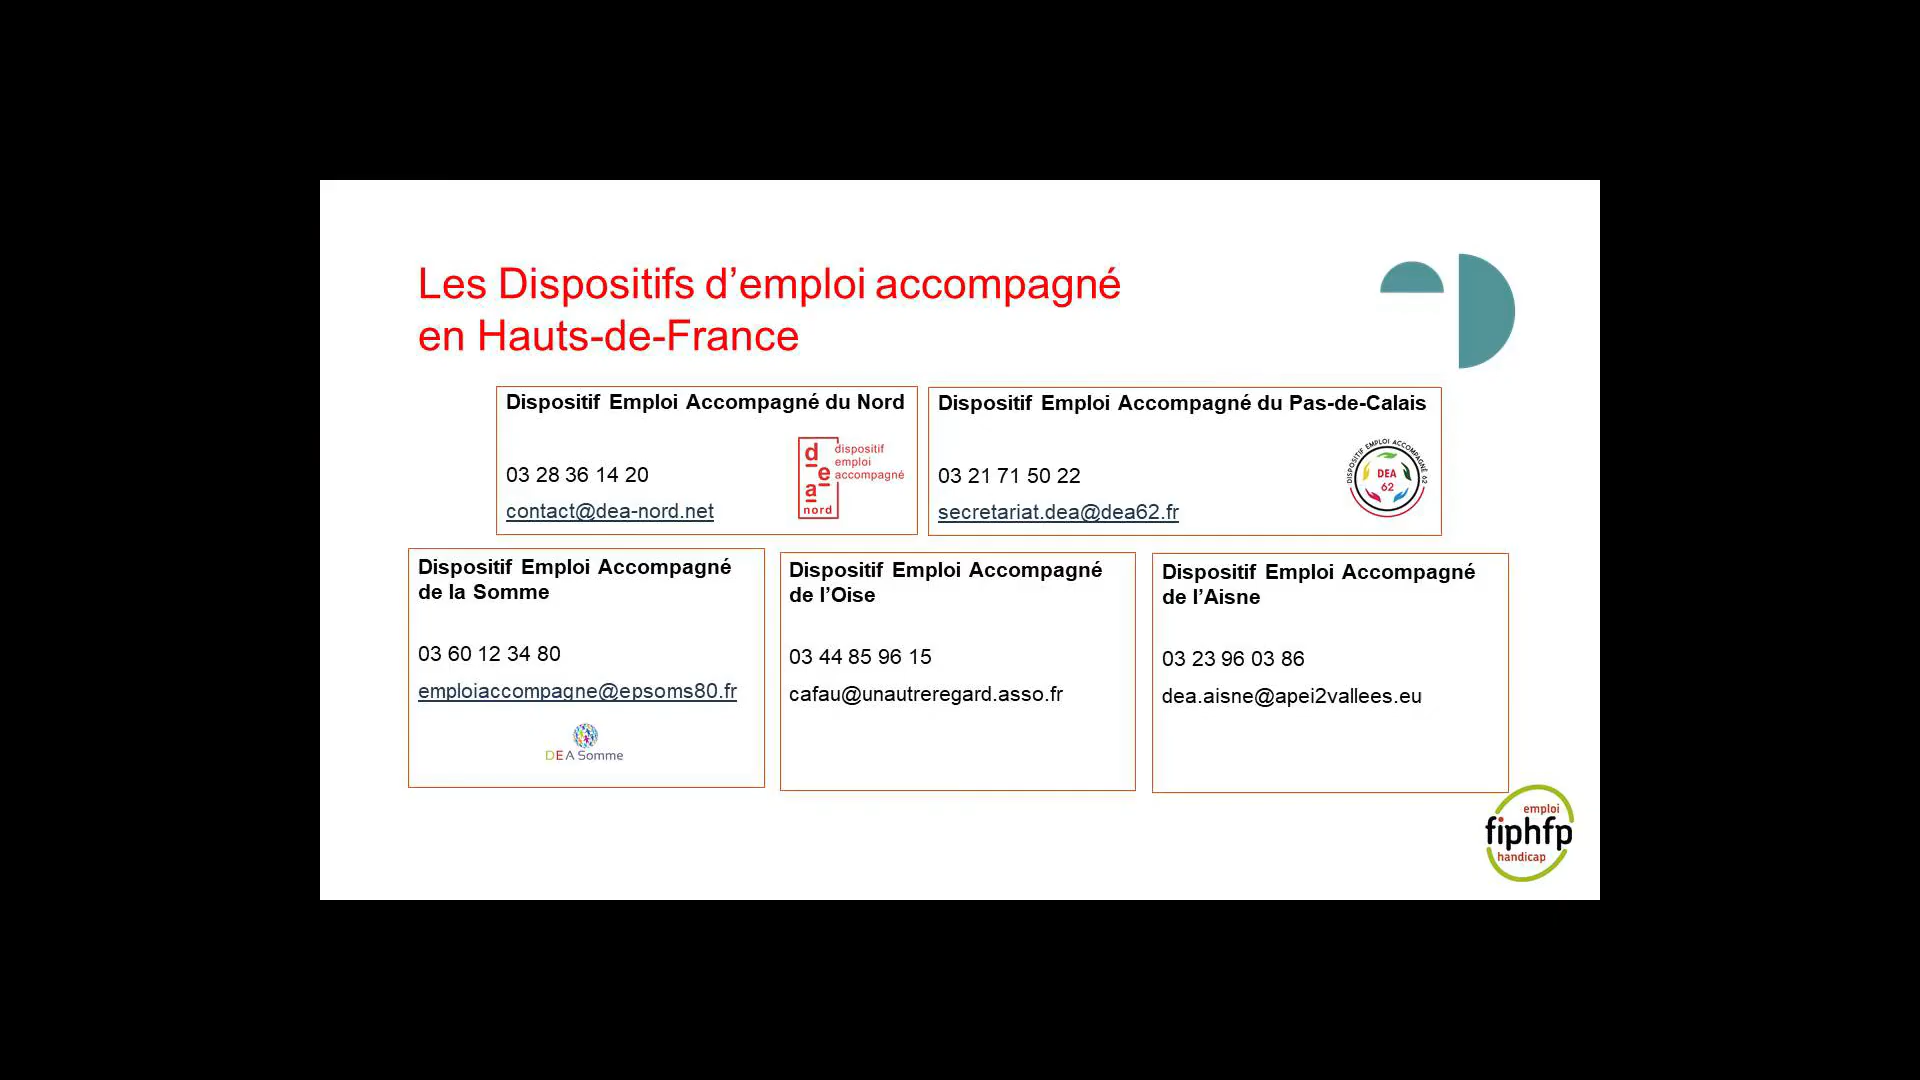 Les Dispositifs d’emploi accompagné
en Hauts-de-France
Dispositif Emploi Accompagné du Nord
03 28 36 14 20
contact@dea-nord.net
d
e
a
nord
dispositif
emploi
accompagné
Dispositif Emploi Accompagné du Pas-de-Calais
03 21 71 50 22
secretariat.dea@dea62.fr
DISPOSITIF EMPLOI ACCOMPAGNÉ 62
DEA
62
Dispositif Emploi Accompagné
de la Somme
03 60 12 34 80
emploiaccompagne@epsoms80.fr
DEA Somme
Dispositif Emploi Accompagné
de l’Oise
03 44 85 96 15
cafau@unautreregard.asso.fr
Dispositif Emploi Accompagné
de l’Aisne
03 23 96 03 86
dea.aisne@apei2vallees.eu
emploi
fiphfp
handicap